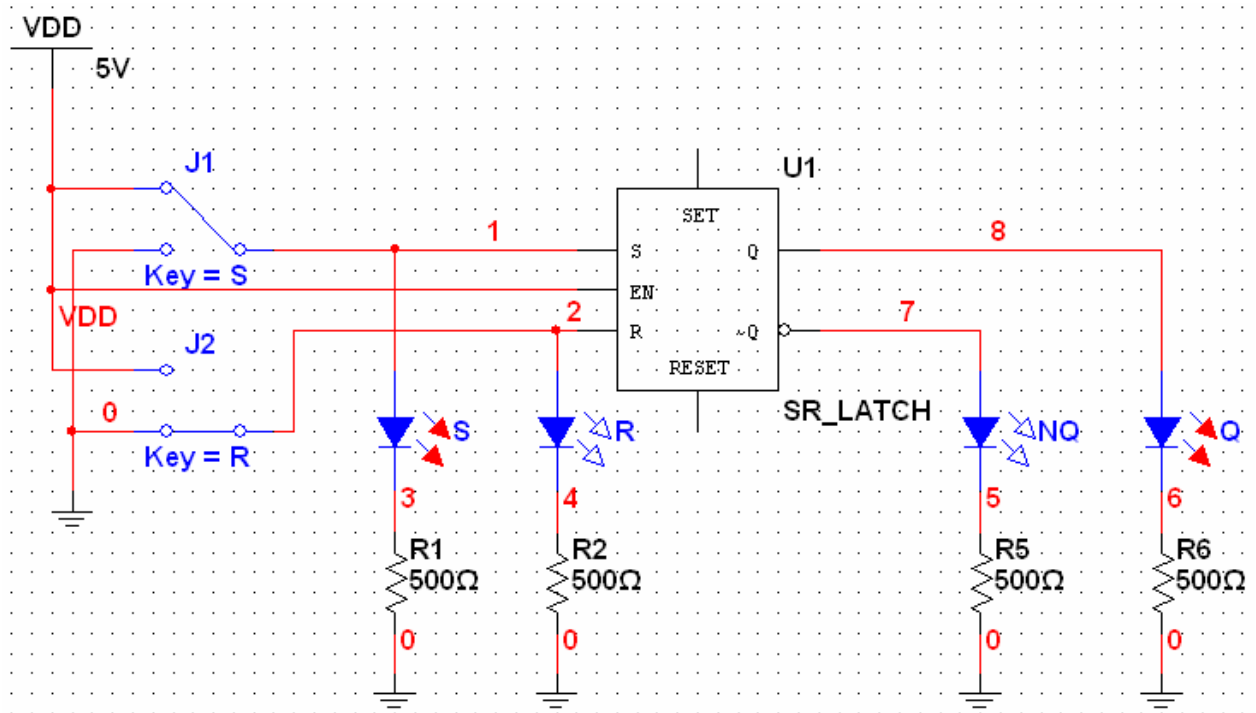 VDD
5V
J1
U1
SET
1
S
Q
8
Key = S
EN
VDD
2
R
~Q
7
J2
RESET
0
SR_LATCH
S
R
NQ
Q
Key = R
3
4
5
6
R1
500Ω
R2
500Ω
R5
500Ω
R6
500Ω
0
0
0
0